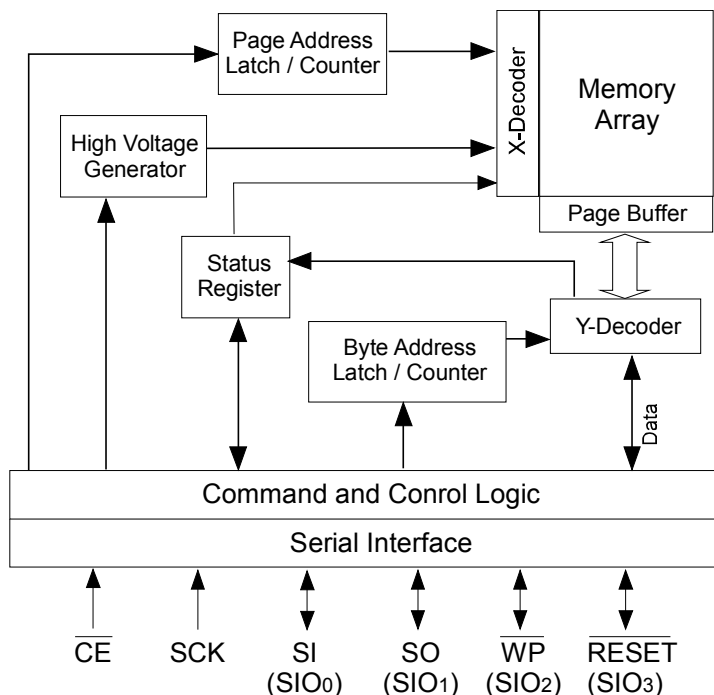 Page Address
Latch / Counter
X-Decoder
Memory
Array
High Voltage
Generator
Page Buffer
Status
Register
Y-Decoder
Byte Address
Latch / Counter
Data
Command and Conrol Logic
Serial Interface
CE
SCK
SI
(SIO0)
SO
(SIO1)
WP
(SIO2)
RESET
(SIO3)